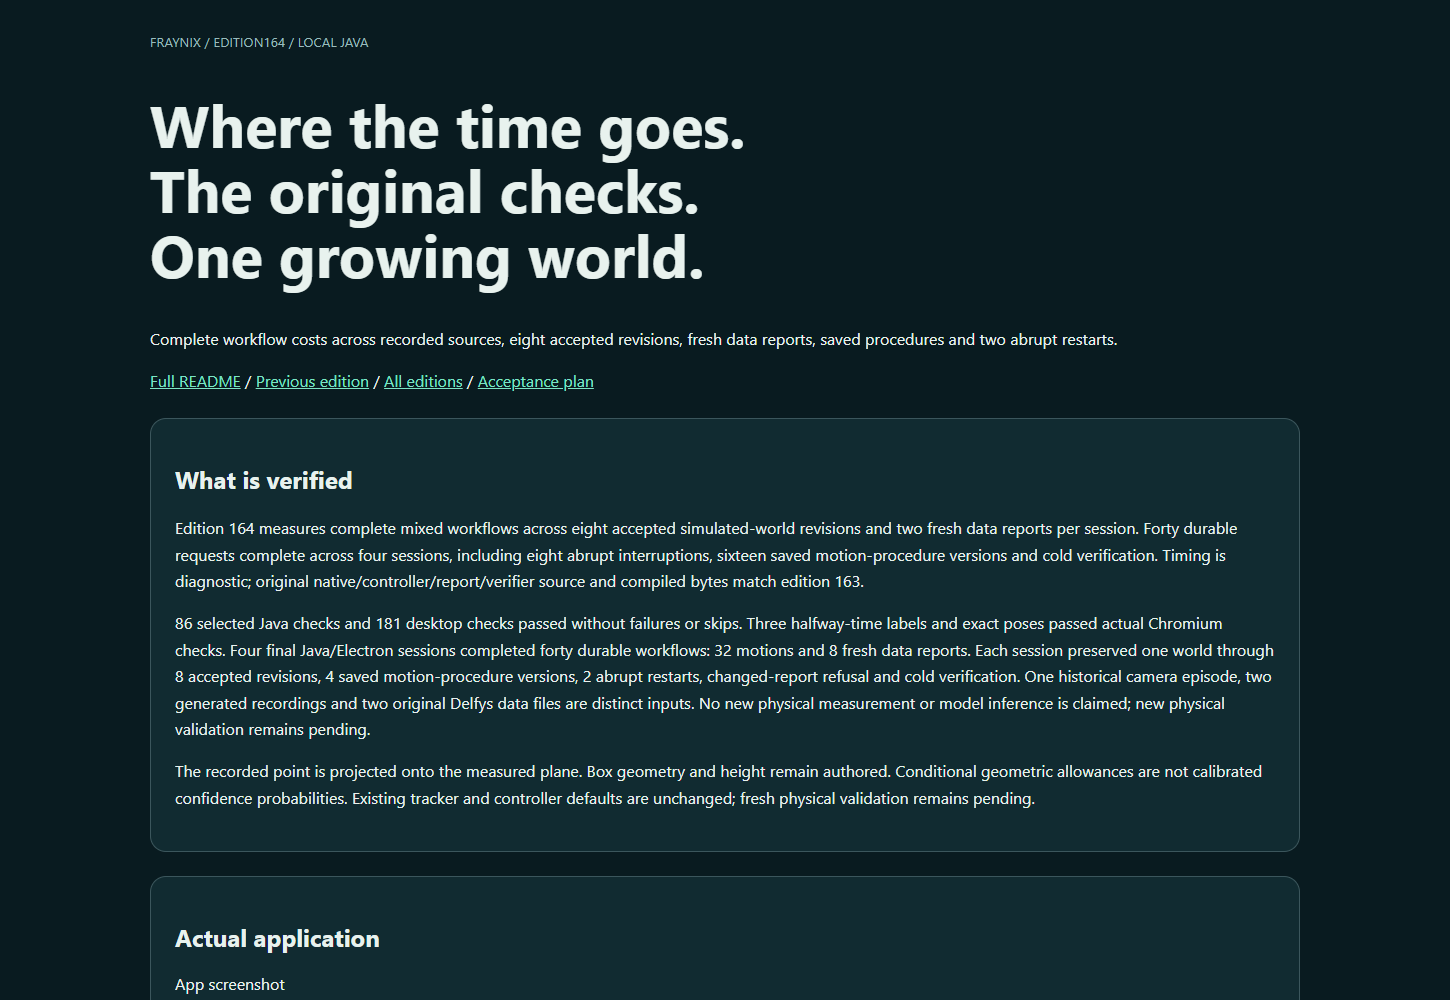 FRAYNIX / EDITION164 / LOCAL JAVA
Where the time goes.
The original checks.
One growing world.
Complete workflow costs across recorded sources, eight accepted revisions, fresh data reports, saved procedures and two abrupt restarts.
Full README / Previous edition / All editions / Acceptance plan
What is verified
Edition 164 measures complete mixed workflows across eight accepted simulated-world revisions and two fresh data reports per session. Forty durable
requests complete across four sessions, including eight abrupt interruptions, sixteen saved motion-procedure versions and cold verification. Timing is
diagnostic; original native/controller/report/verifier source and compiled bytes match edition 163.
86 selected Java checks and 181 desktop checks passed without failures or skips. Three halfway-time labels and exact poses passed actual Chromium
checks. Four final Java/Electron sessions completed forty durable workflows: 32 motions and 8 fresh data reports. Each session preserved one world through
8 accepted revisions, 4 saved motion-procedure versions, 2 abrupt restarts, changed-report refusal and cold verification. One historical camera episode, two
generated recordings and two original Delfys data files are distinct inputs. No new physical measurement or model inference is claimed; new physical
validation remains pending.
The recorded point is projected onto the measured plane. Box geometry and height remain authored. Conditional geometric allowances are not calibrated
confidence probabilities. Existing tracker and controller defaults are unchanged; fresh physical validation remains pending.
Actual application
App screenshot